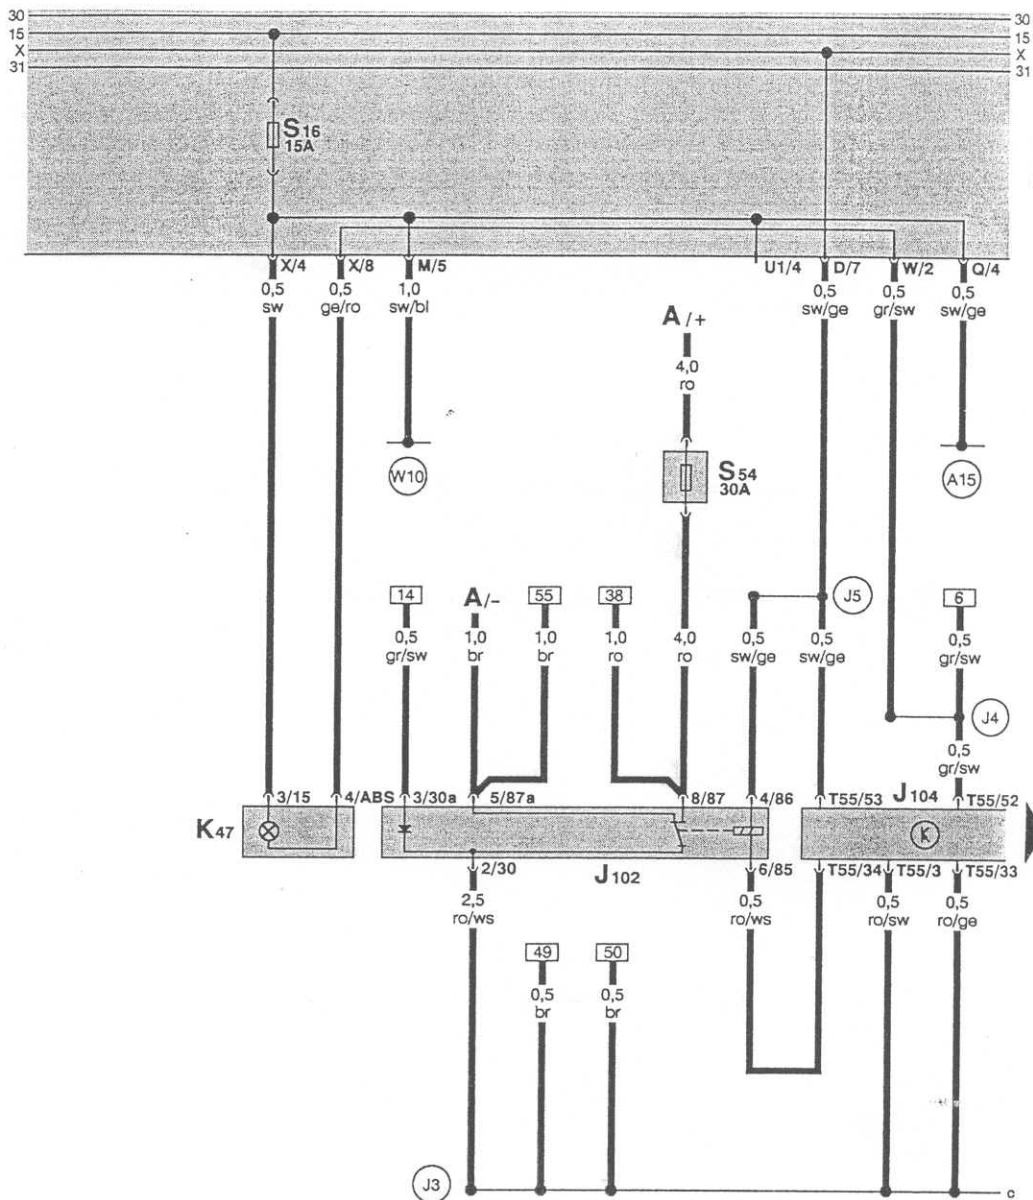 30 30
15 15
X X
31 31
S16
15A
X/4 X/8 M/5 U1/4 D/7 W/2 Q/4
0,5 0,5 1,0 0,5 0,5 0,5
sw ge/ro sw/bl sw/ge gr/sw sw/ge
A/+
4,0
ro
W10 S54 A15
30A
14 A/- 55 38 J5 6
0,5 1,0 1,0 1,0 4,0 0,5 0,5 0,5
gr/sw br br ro ro sw/ge sw/ge gr/sw
J4
0,5
gr/sw
3/15 4/ABS 3/30a 5/87a 8/87 4/86 T55/53 J104 T55/52
K47 K
2/30 J102 6/85 T55/34 T55/3 T55/33
2,5 0,5 0,5 0,5
ro/ws ro/ws ro/sw ro/ge
49 50
0,5 0,5
br br
J3 c